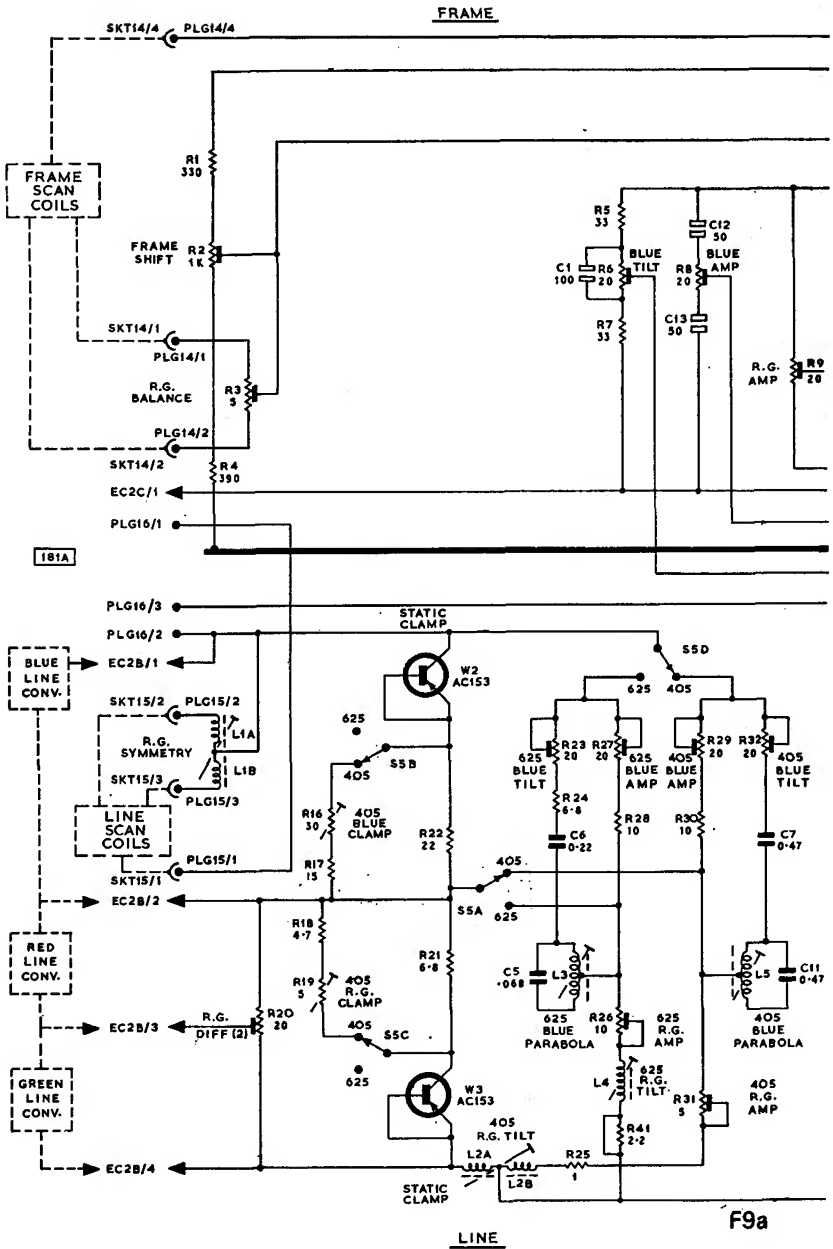 FRAME
SKT14/4 PLG14/4
R1
330
FRAME
SCAN
COILS
FRAME
SHIFT
R2
1K
R5
33
C12
50
C1
100
R6
20
BLUE
TILT
R8
20
BLUE
AMP
R7
33
C13
50
SKT14/1
PLG14/1
R.G.
BALANCE
R3
5
R.G.
AMP
R9
20
PLG14/2
SKT14/2
R4
390
EC2C/1
PLG16/1
181A
PLG16/3
PLG16/2
STATIC
CLAMP
S5D
BLUE
LINE
CONV.
EC2B/1
W2
AC153
625
405
SKT15/2 PLG15/2
L1A
R.G.
SYMMETRY
L1B
SKT15/3
PLG15/3
625
405
S5B
625
BLUE
TILT
R23
20
R27
20
625
BLUE
AMP
405
BLUE
AMP
R29
20
R32
20
405
BLUE
TILT
R24
6·8
LINE
SCAN
COILS
R16
30
405
BLUE
CLAMP
R22
22
R28
10
R30
10
C6
0·22
C7
0·47
PLG15/1
SKT15/1
R17
15
405
S5A
625
EC2B/2
R18
4·7
R21
6·8
RED
LINE
CONV.
R19
5
405
R.G.
CLAMP
C5
·068
L3
L5
C11
0·47
625
BLUE
PARABOLA
405
BLUE
PARABOLA
R.G.
DIFF (2)
EC2B/3
R20
20
405
S5C
625
R26
10
625
R.G.
AMP
GREEN
LINE
CONV.
W3
AC153
L4
625
R.G.
TILT
R31
5
405
R.G.
AMP
R41
2·2
405
R.G. TILT
EC2B/4
L2A
L2B
R25
1
STATIC
CLAMP
F9a
LINE